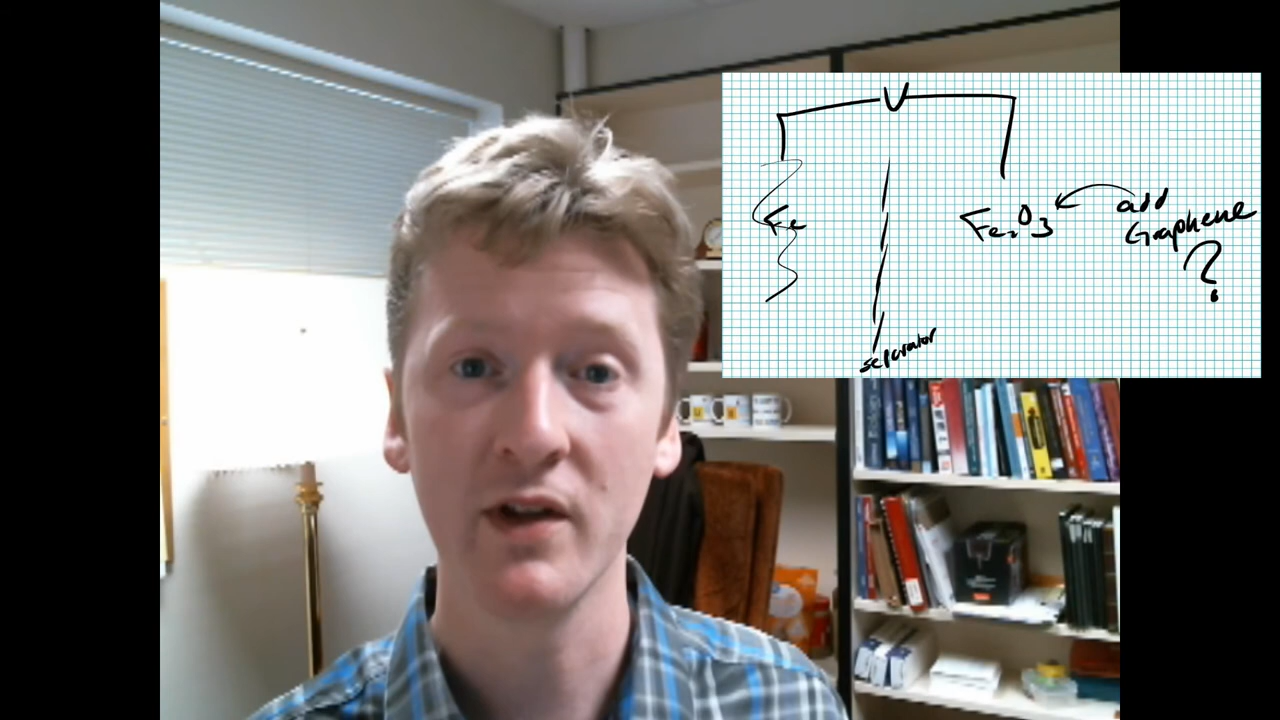 V
Fe
Fe₂O₃
add
Graphene
?
separator